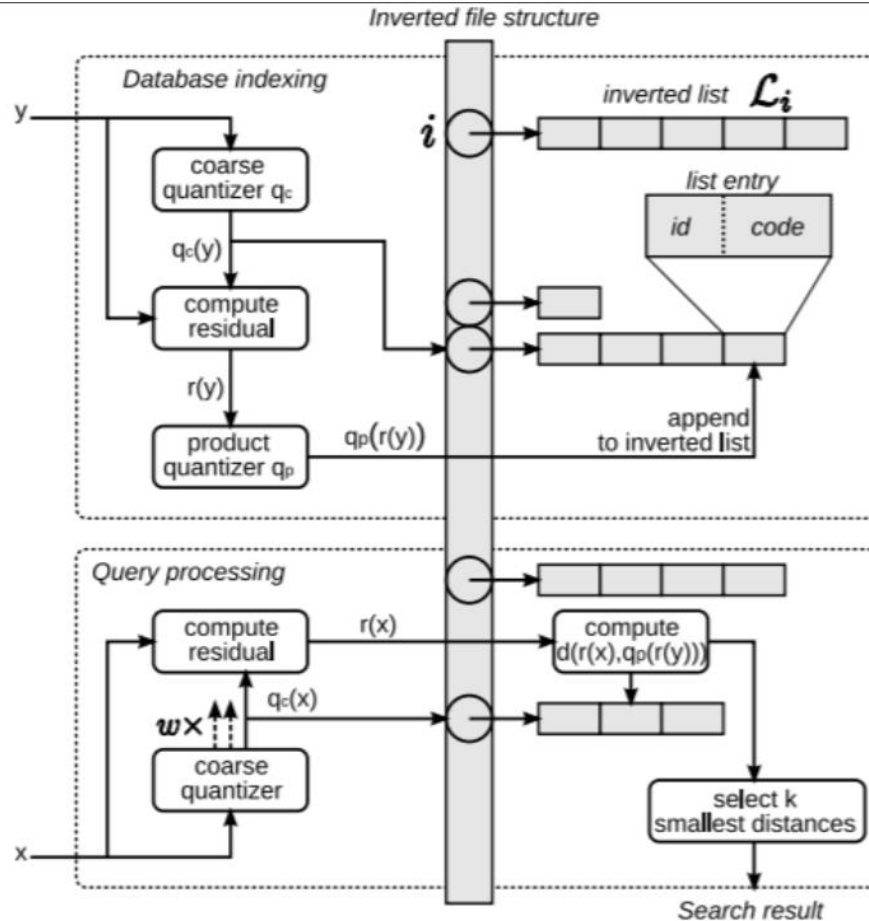 Inverted file structure
Database indexing
y
coarse
quantizer qc
qc(y)
compute
residual
r(y)
product
quantizer qp
qp(r(y))
i
inverted list ℒi
list entry
id
code
append
to inverted list
Query processing
compute
residual
r(x)
compute
d(r(x),qp(r(y)))
qc(x)
w×
coarse
quantizer
x
select k
smallest distances
Search result